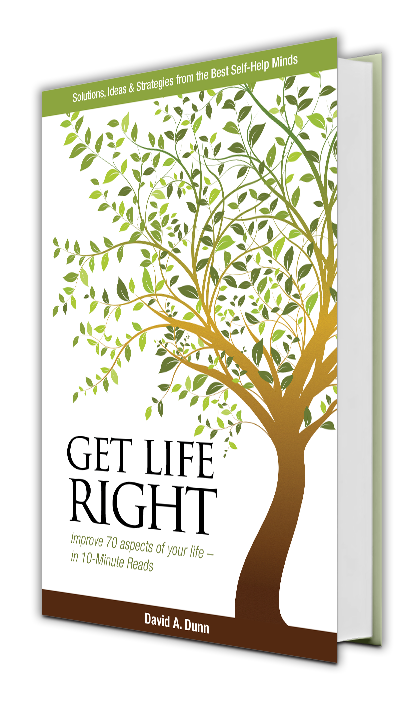 Solutions, Ideas & Strategies from the Best Self-Help Minds
GET LIFE
RIGHT
Improve 70 aspects of your life –
in 10-Minute Reads
David A. Dunn